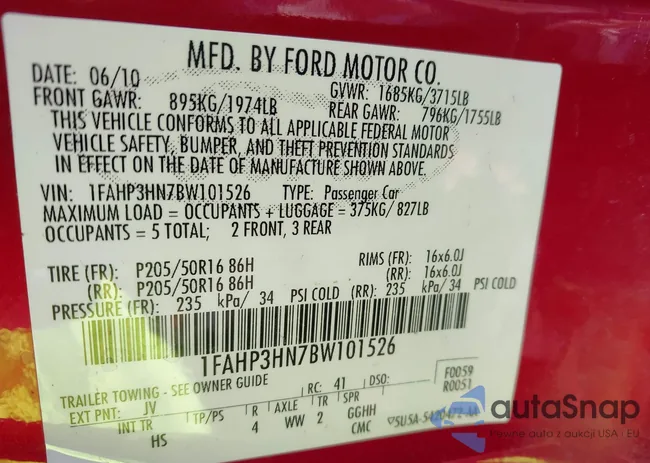 MFD. BY FORD MOTOR CO.
DATE: 06/10 GVWR: 1685KG/3715LB
FRONT GAWR: 895KG/1974LB REAR GAWR: 796KG/1755LB
THIS VEHICLE CONFORMS TO ALL APPLICABLE FEDERAL MOTOR
VEHICLE SAFETY, BUMPER, AND THEFT PREVENTION STANDARDS
IN EFFECT ON THE DATE OF MANUFACTURE SHOWN ABOVE.
VIN: 1FAHP3HN7BW101526 TYPE: Passenger Car
MAXIMUM LOAD = OCCUPANTS + LUGGAGE = 375KG/ 827LB
OCCUPANTS = 5 TOTAL; 2 FRONT, 3 REAR
TIRE (FR): P205/50R16 86H RIMS (FR): 16x6.0J
(RR): P205/50R16 86H (RR): 16x6.0J
PRESSURE (FR): 235 kPa/ 34 PSI COLD (RR): 235 kPa/ 34 PSI COLD
1FAHP3HN7BW101526
F0059
R0051
TRAILER TOWING - SEE OWNER GUIDE RC: 41 DSO:
EXT PNT: JV
INT TR TP/PS R AXLE TR SPR
HS 4 WW 2 GGHH
CMC
autaSnap
Pewne auto z aukcji USA i EU